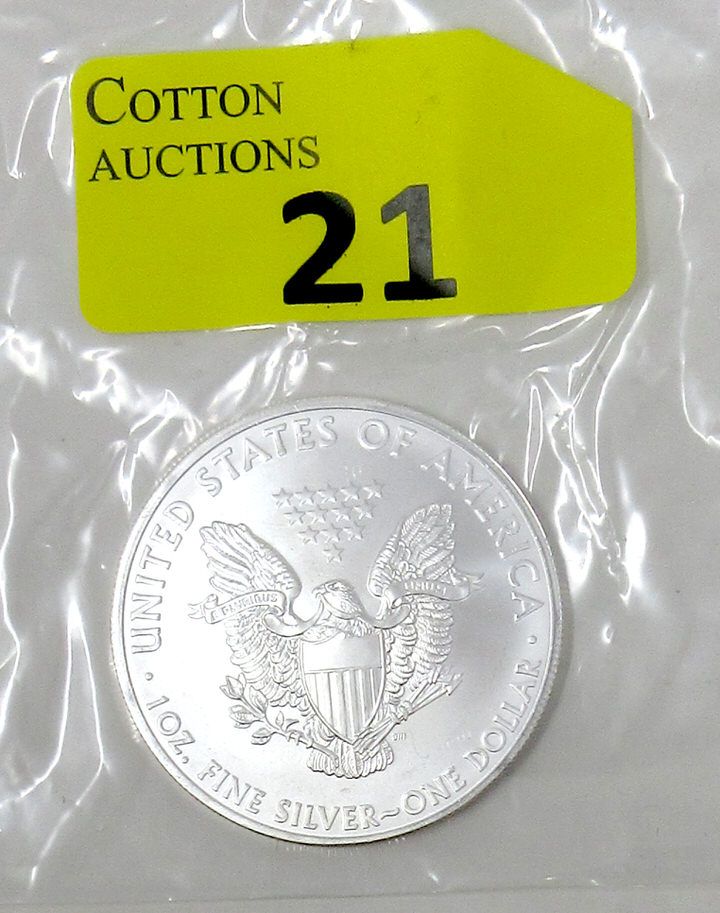 COTTON
AUCTIONS
21
UNITED STATES OF AMERICA
E PLURIBUS UNUM
· 1 OZ. FINE SILVER~ONE DOLLAR ·